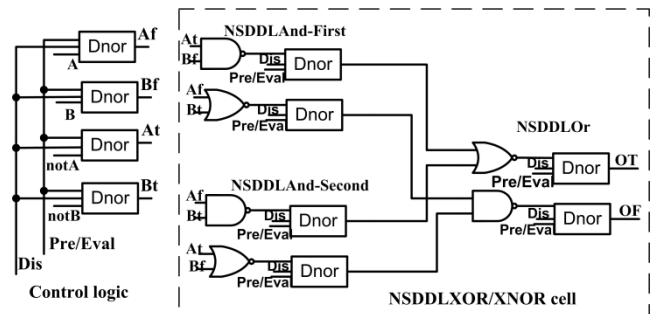 Dnor
Af
A
Dnor
Bf
B
Dnor
At
notA
Dnor
Bt
notB
Pre/Eval
Dis
Control logic
NSDDLAnd-First
At
Bf
Dis
Pre/Eval
Dnor
Af
Bt
Dis
Pre/Eval
Dnor
NSDDLAnd-Second
Af
Bt
Dis
Pre/Eval
Dnor
At
Bf
Dis
Pre/Eval
Dnor
NSDDLOr
Dis
Pre/Eval
Dnor
OT
Dis
Pre/Eval
Dnor
OF
NSDDLXOR/XNOR cell